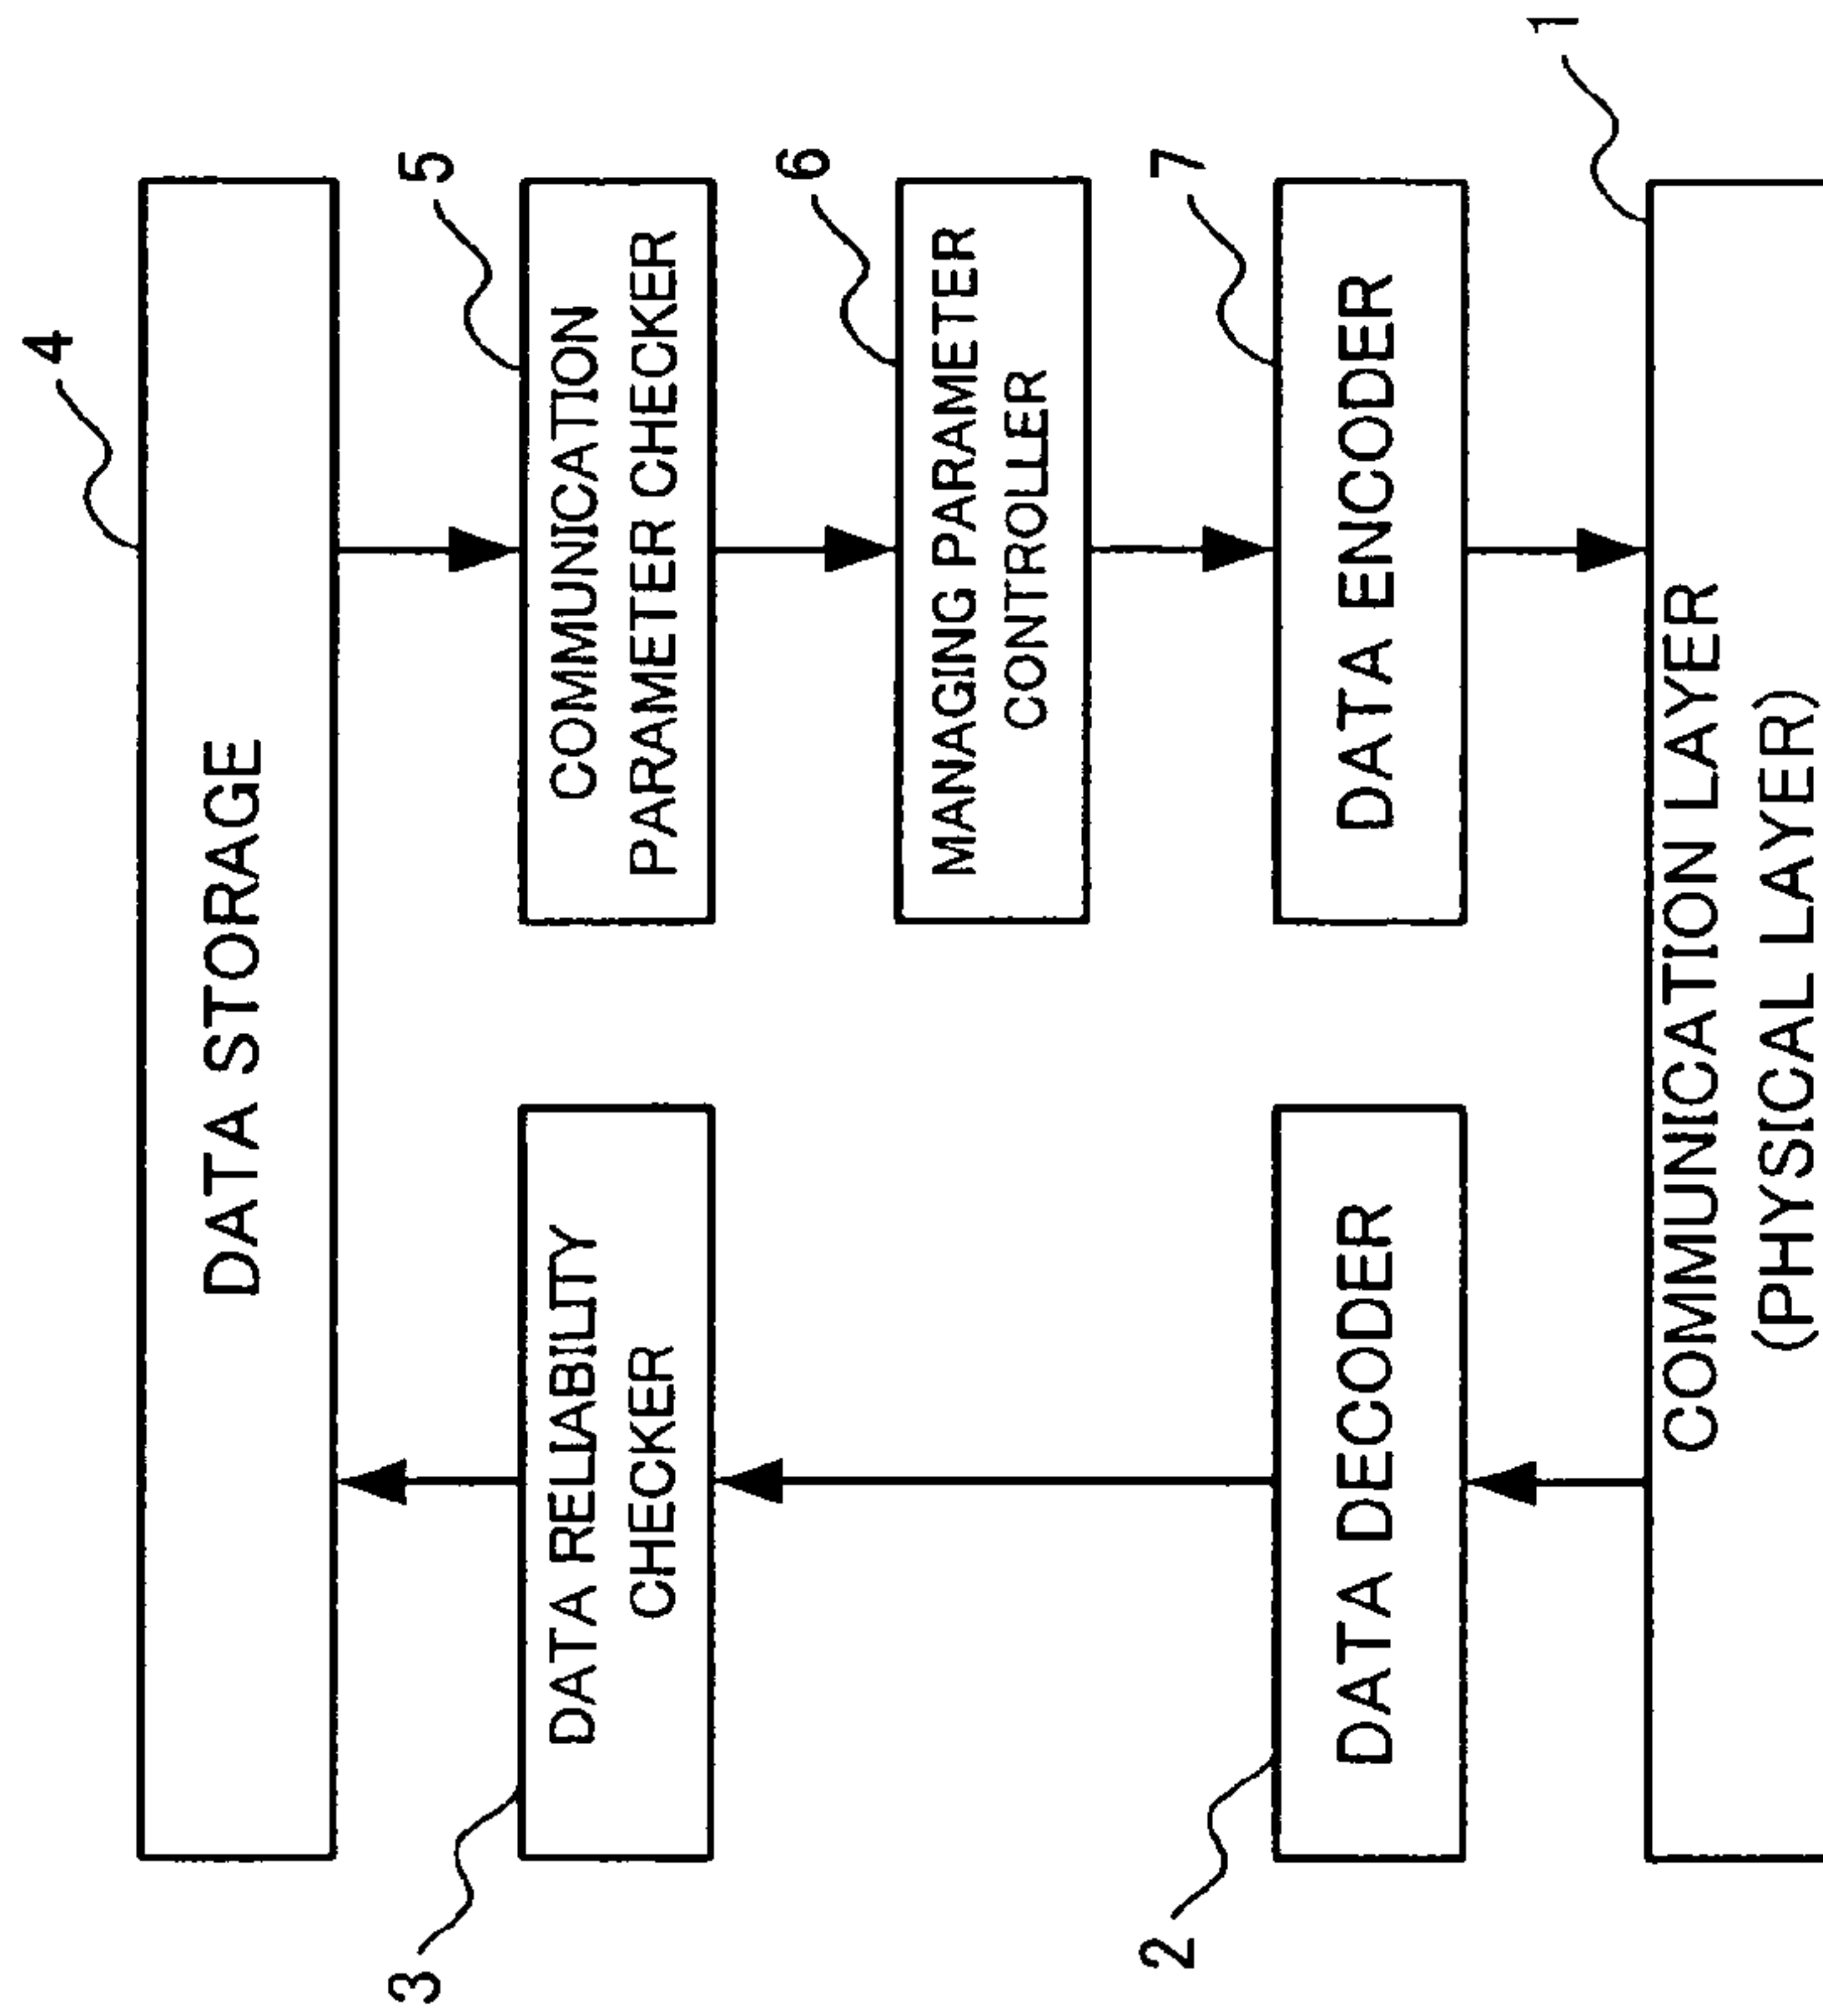 4
DATA STORAGE
3
DATA RELIABILITY
CHECKER
5
COMMUNICATION
PARAMETER CHECKER
6
MANAGING PARAMETER
CONTROLLER
2
DATA DECODER
7
DATA ENCODER
1
COMMUNICATION LAYER
(PHYSICAL LAYER)